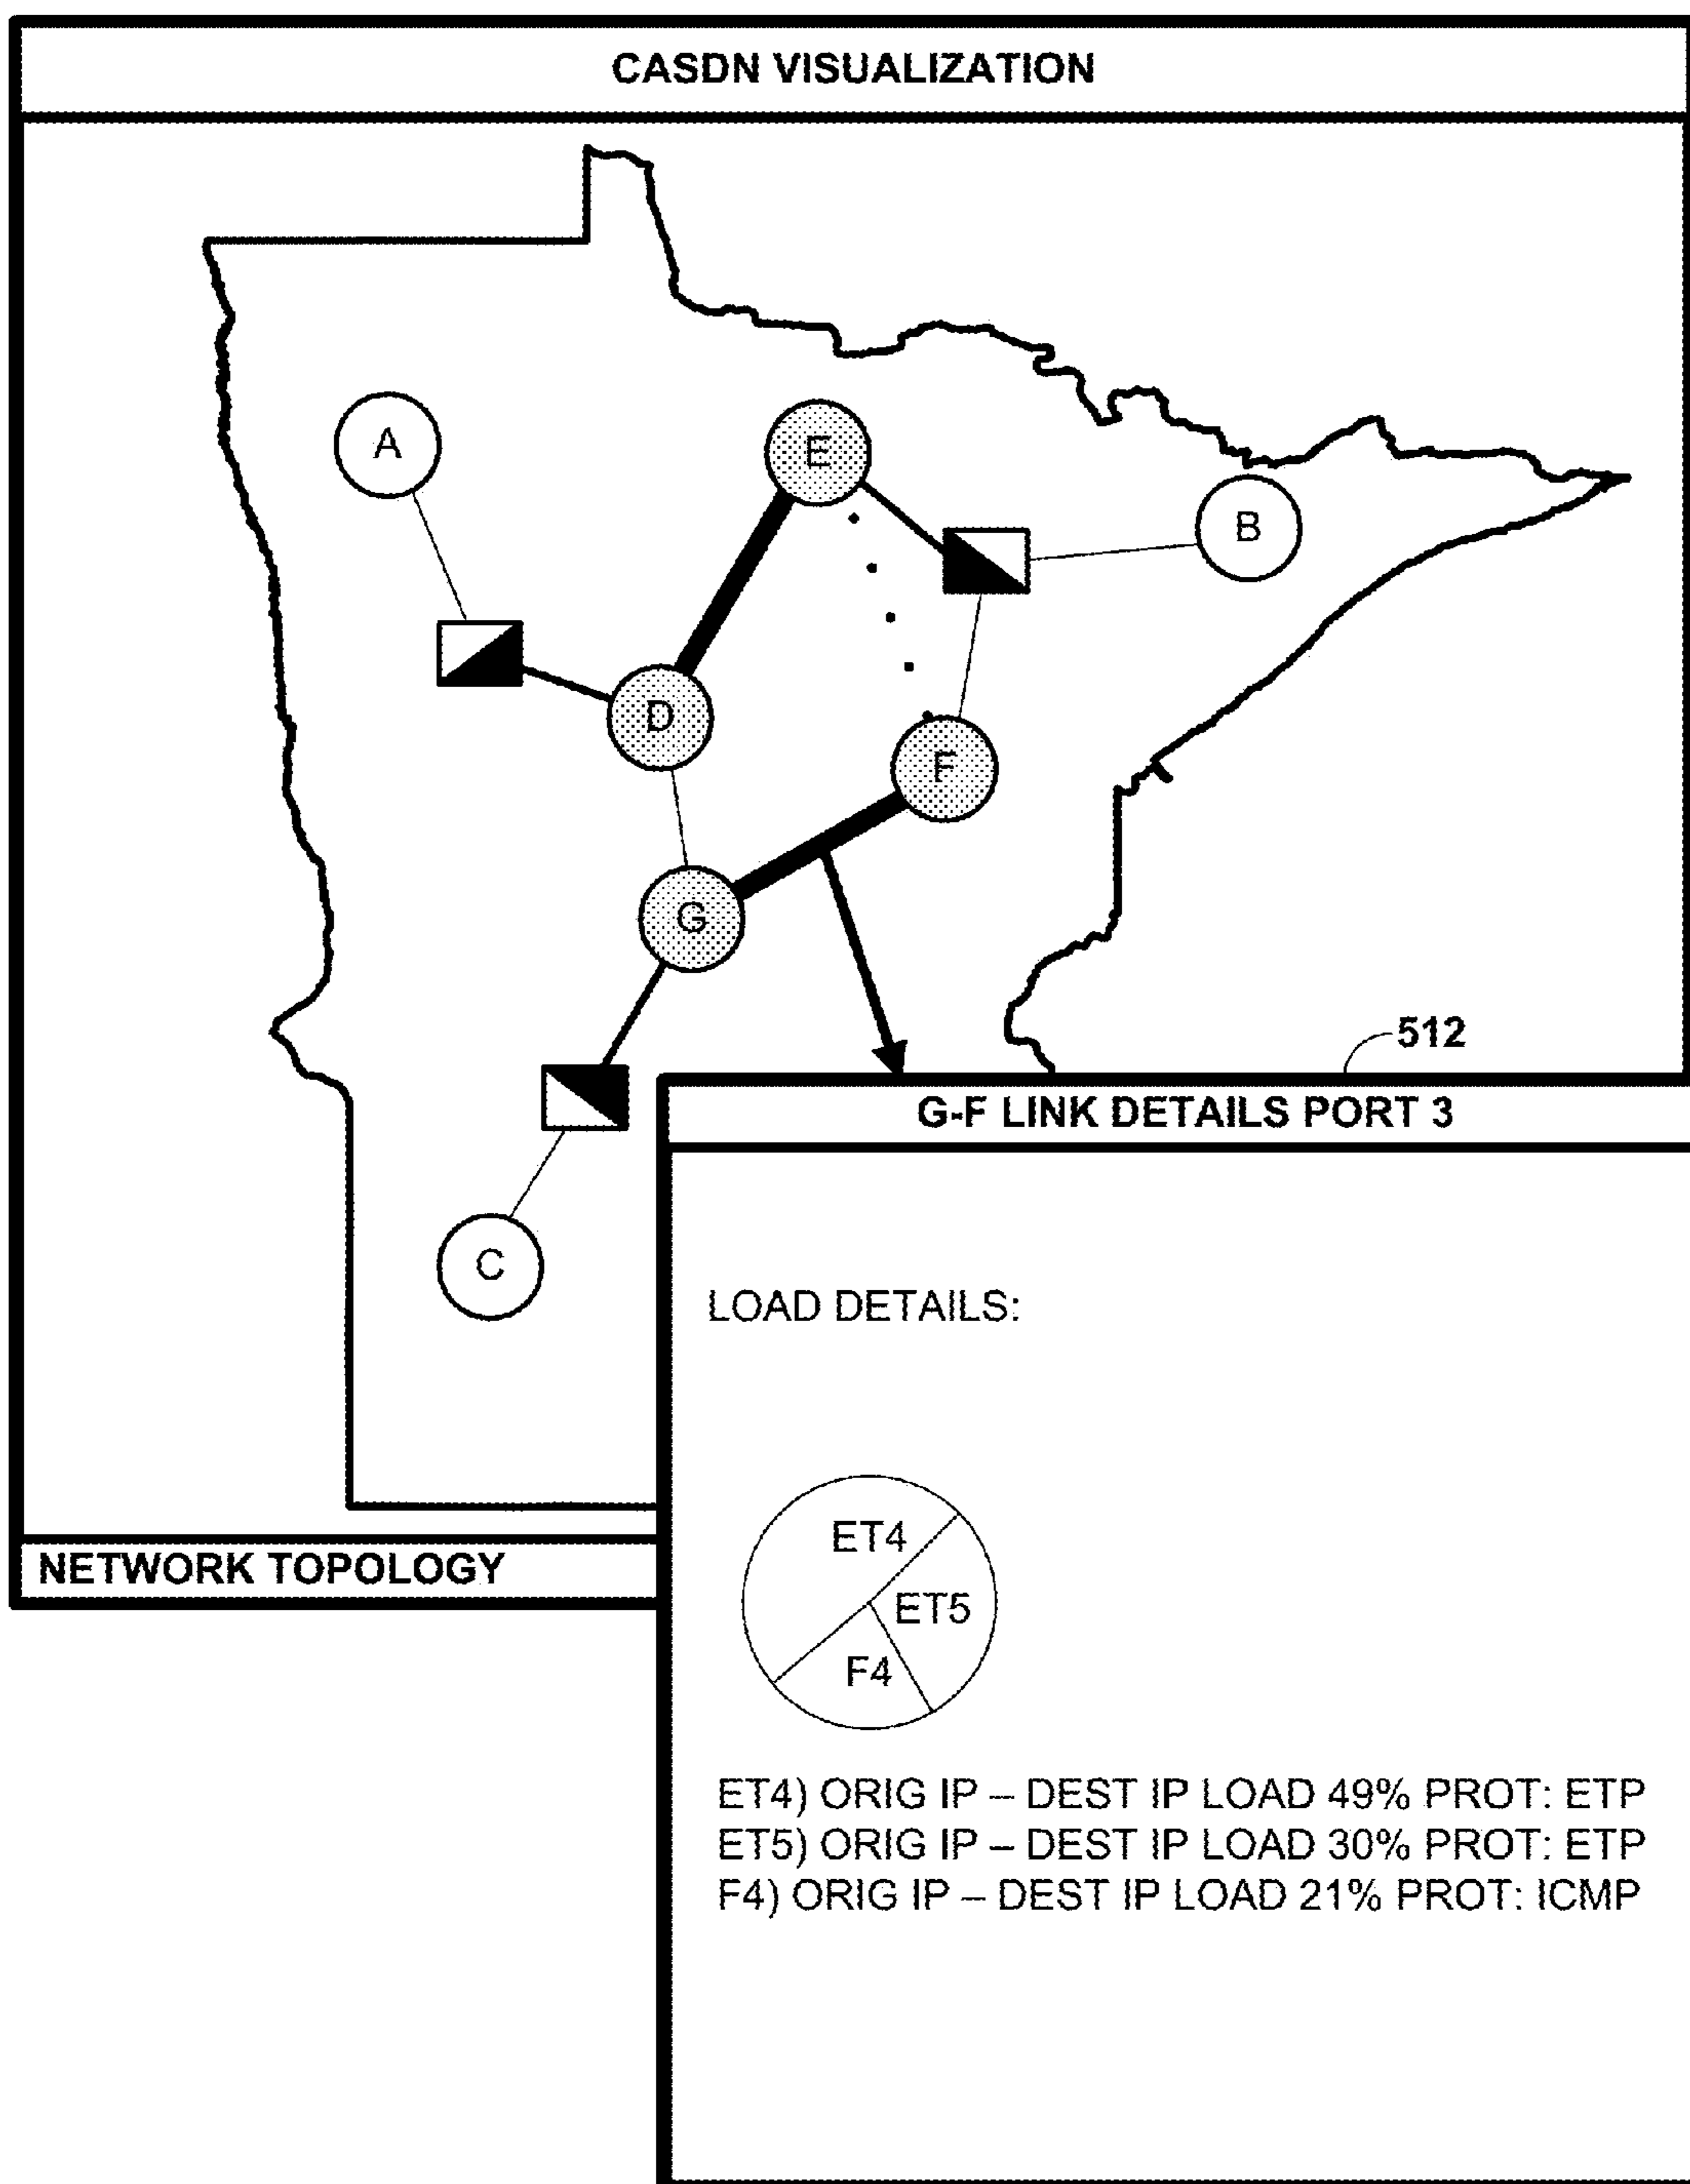 CASDN VISUALIZATION
A
E
B
D
F
G
512
G-F LINK DETAILS PORT 3
C
LOAD DETAILS:
ET4
ET5
F4
NETWORK TOPOLOGY
ET4) ORIG IP – DEST IP LOAD 49% PROT: ETP
ET5) ORIG IP – DEST IP LOAD 30% PROT: ETP
F4) ORIG IP – DEST IP LOAD 21% PROT: ICMP